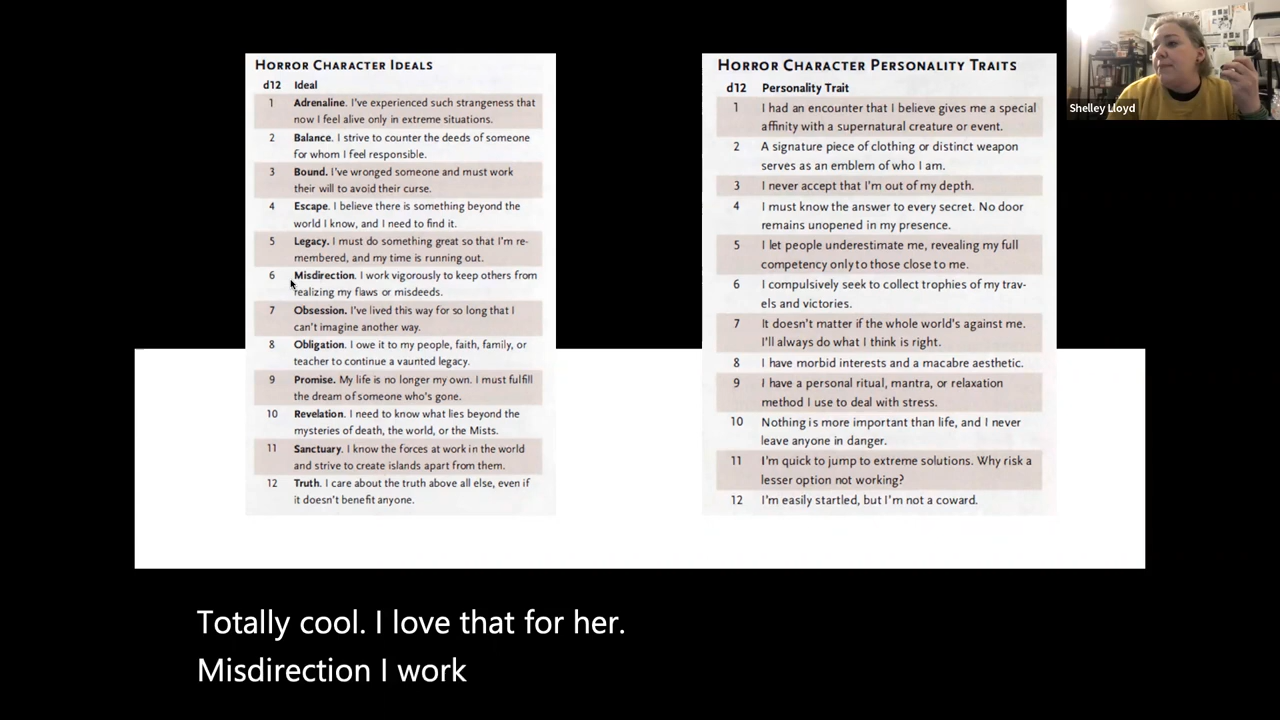 HORROR CHARACTER IDEALS
d12 Ideal
1 Adrenaline. I've experienced such strangeness that
now I feel alive only in extreme situations.
2 Balance. I strive to counter the deeds of someone
for whom I feel responsible.
3 Bound. I've wronged someone and must work
their will to avoid their curse.
4 Escape. I believe there is something beyond the
world I know, and I need to find it.
5 Legacy. I must do something great so that I'm re-
membered, and my time is running out.
6 Misdirection. I work vigorously to keep others from
realizing my flaws or misdeeds.
7 Obsession. I've lived this way for so long that I
can't imagine another way.
8 Obligation. I owe it to my people, faith, family, or
teacher to continue a vaunted legacy.
9 Promise. My life is no longer my own. I must fulfill
the dream of someone who's gone.
10 Revelation. I need to know what lies beyond the
mysteries of death, the world, or the Mists.
11 Sanctuary. I know the forces at work in the world
and strive to create islands apart from them.
12 Truth. I care about the truth above all else, even if
it doesn't benefit anyone.
HORROR CHARACTER PERSONALITY TRAITS
d12 Personality Trait
1 I had an encounter that I believe gives me a special
affinity with a supernatural creature or event.
2 A signature piece of clothing or distinct weapon
serves as an emblem of who I am.
3 I never accept that I'm out of my depth.
4 I must know the answer to every secret. No door
remains unopened in my presence.
5 I let people underestimate me, revealing my full
competency only to those close to me.
6 I compulsively seek to collect trophies of my trav-
els and victories.
7 It doesn't matter if the whole world's against me.
I'll always do what I think is right.
8 I have morbid interests and a macabre aesthetic.
9 I have a personal ritual, mantra, or relaxation
method I use to deal with stress.
10 Nothing is more important than life, and I never
leave anyone in danger.
11 I'm quick to jump to extreme solutions. Why risk a
lesser option not working?
12 I'm easily startled, but I'm not a coward.
Shelley Lloyd
Totally cool. I love that for her.
Misdirection I work